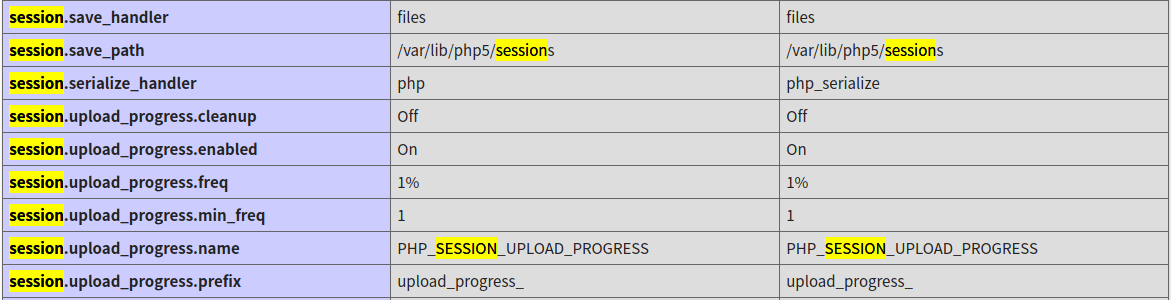 session.save_handler files files
session.save_path /var/lib/php5/sessions /var/lib/php5/sessions
session.serialize_handler php php_serialize
session.upload_progress.cleanup Off Off
session.upload_progress.enabled On On
session.upload_progress.freq 1% 1%
session.upload_progress.min_freq 1 1
session.upload_progress.name PHP_SESSION_UPLOAD_PROGRESS PHP_SESSION_UPLOAD_PROGRESS
session.upload_progress.prefix upload_progress_ upload_progress_